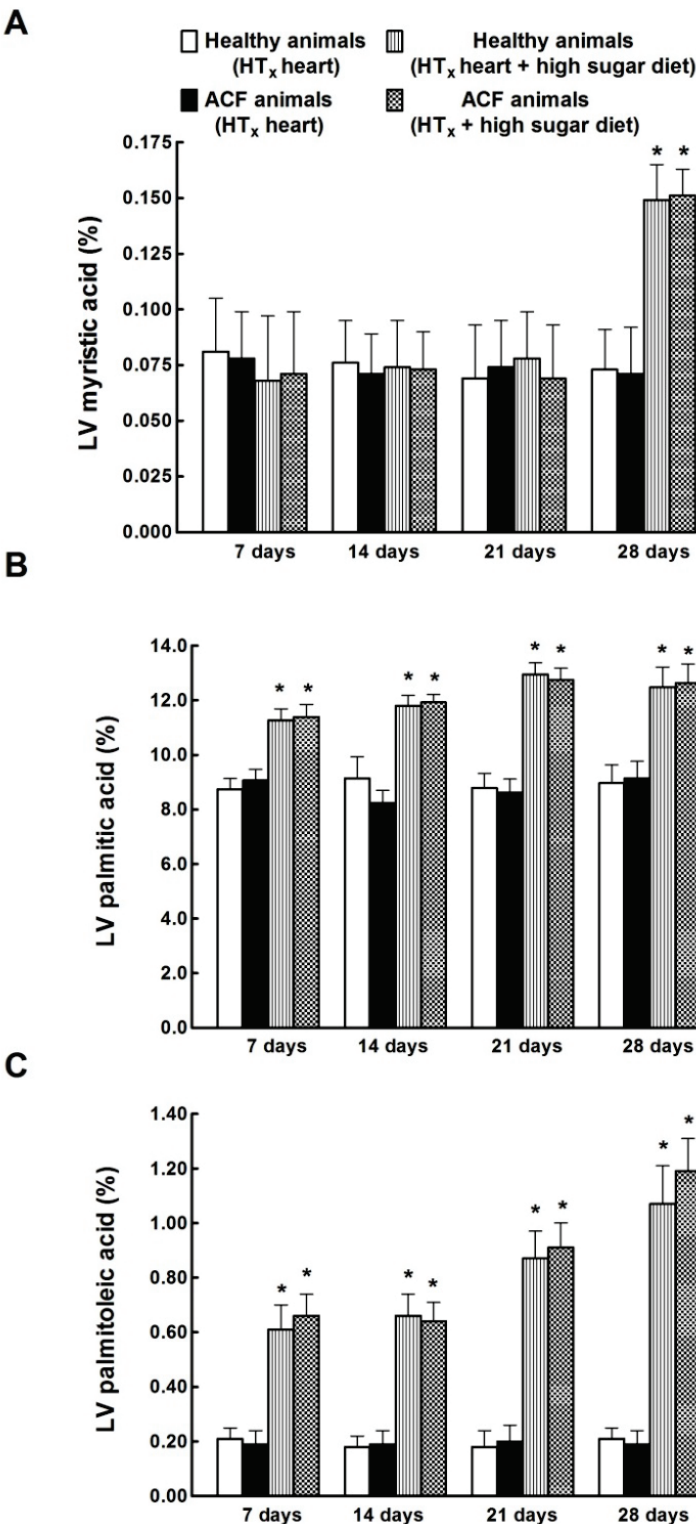 A
Healthy animals
(HTx heart)
Healthy animals
(HTx heart + high sugar diet)
ACF animals
(HTx heart)
ACF animals
(HTx + high sugar diet)
LV myristic acid (%)
0.175
0.150
0.125
0.100
0.075
0.050
0.025
0.000
* *
7 days 14 days 21 days 28 days
B
LV palmitic acid (%)
14.0
12.0
10.0
8.0
6.0
4.0
2.0
0.0
* * * * * * * *
7 days 14 days 21 days 28 days
C
LV palmitoleic acid (%)
1.40
1.20
1.00
0.80
0.60
0.40
0.20
0.00
* * * * * * * *
7 days 14 days 21 days 28 days